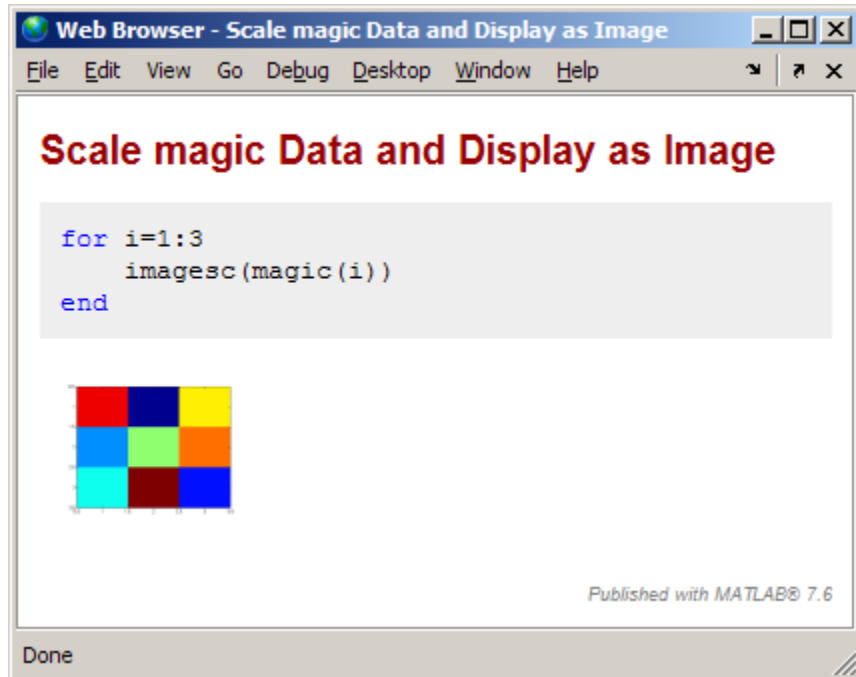 Web Browser - Scale magic Data and Display as Image
File Edit View Go Debug Desktop Window Help
Scale magic Data and Display as Image
for i=1:3
imagesc(magic(i))
end
Published with MATLAB® 7.6
Done